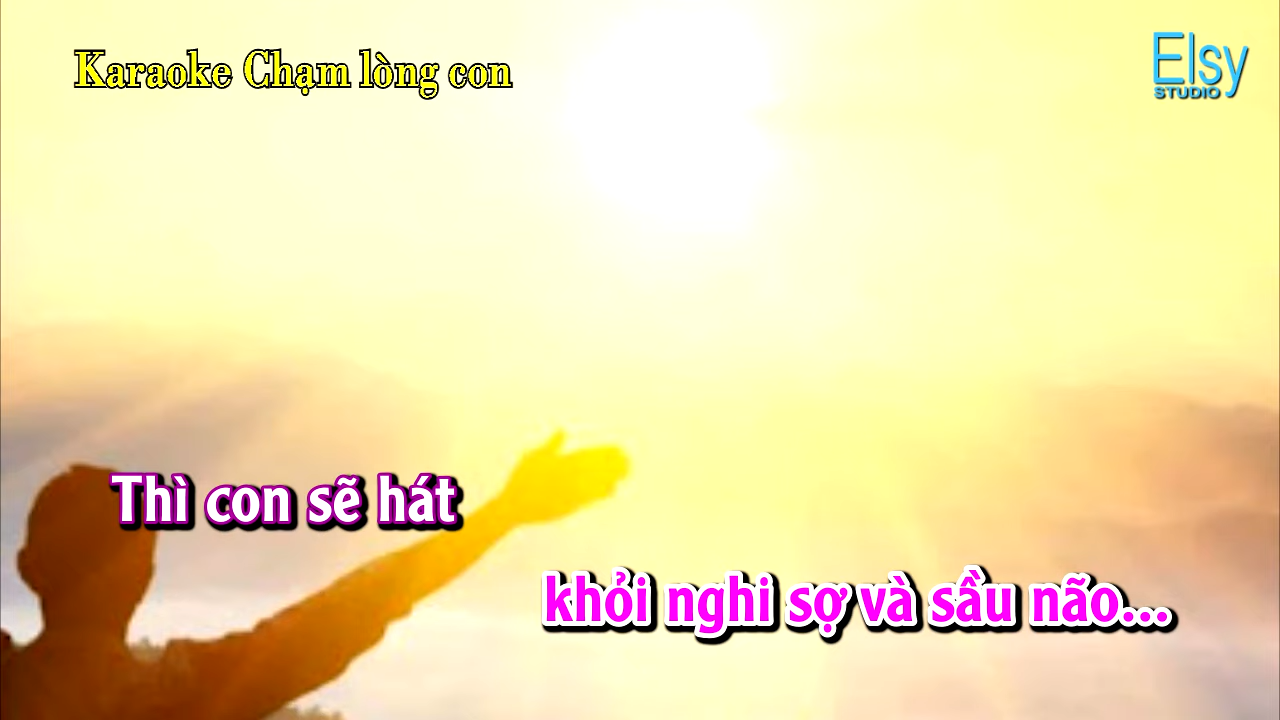 Karaoke Chạm lòng con
Elsy
STUDIO
Thì con sẽ hát
khỏi nghi sợ và sầu não...